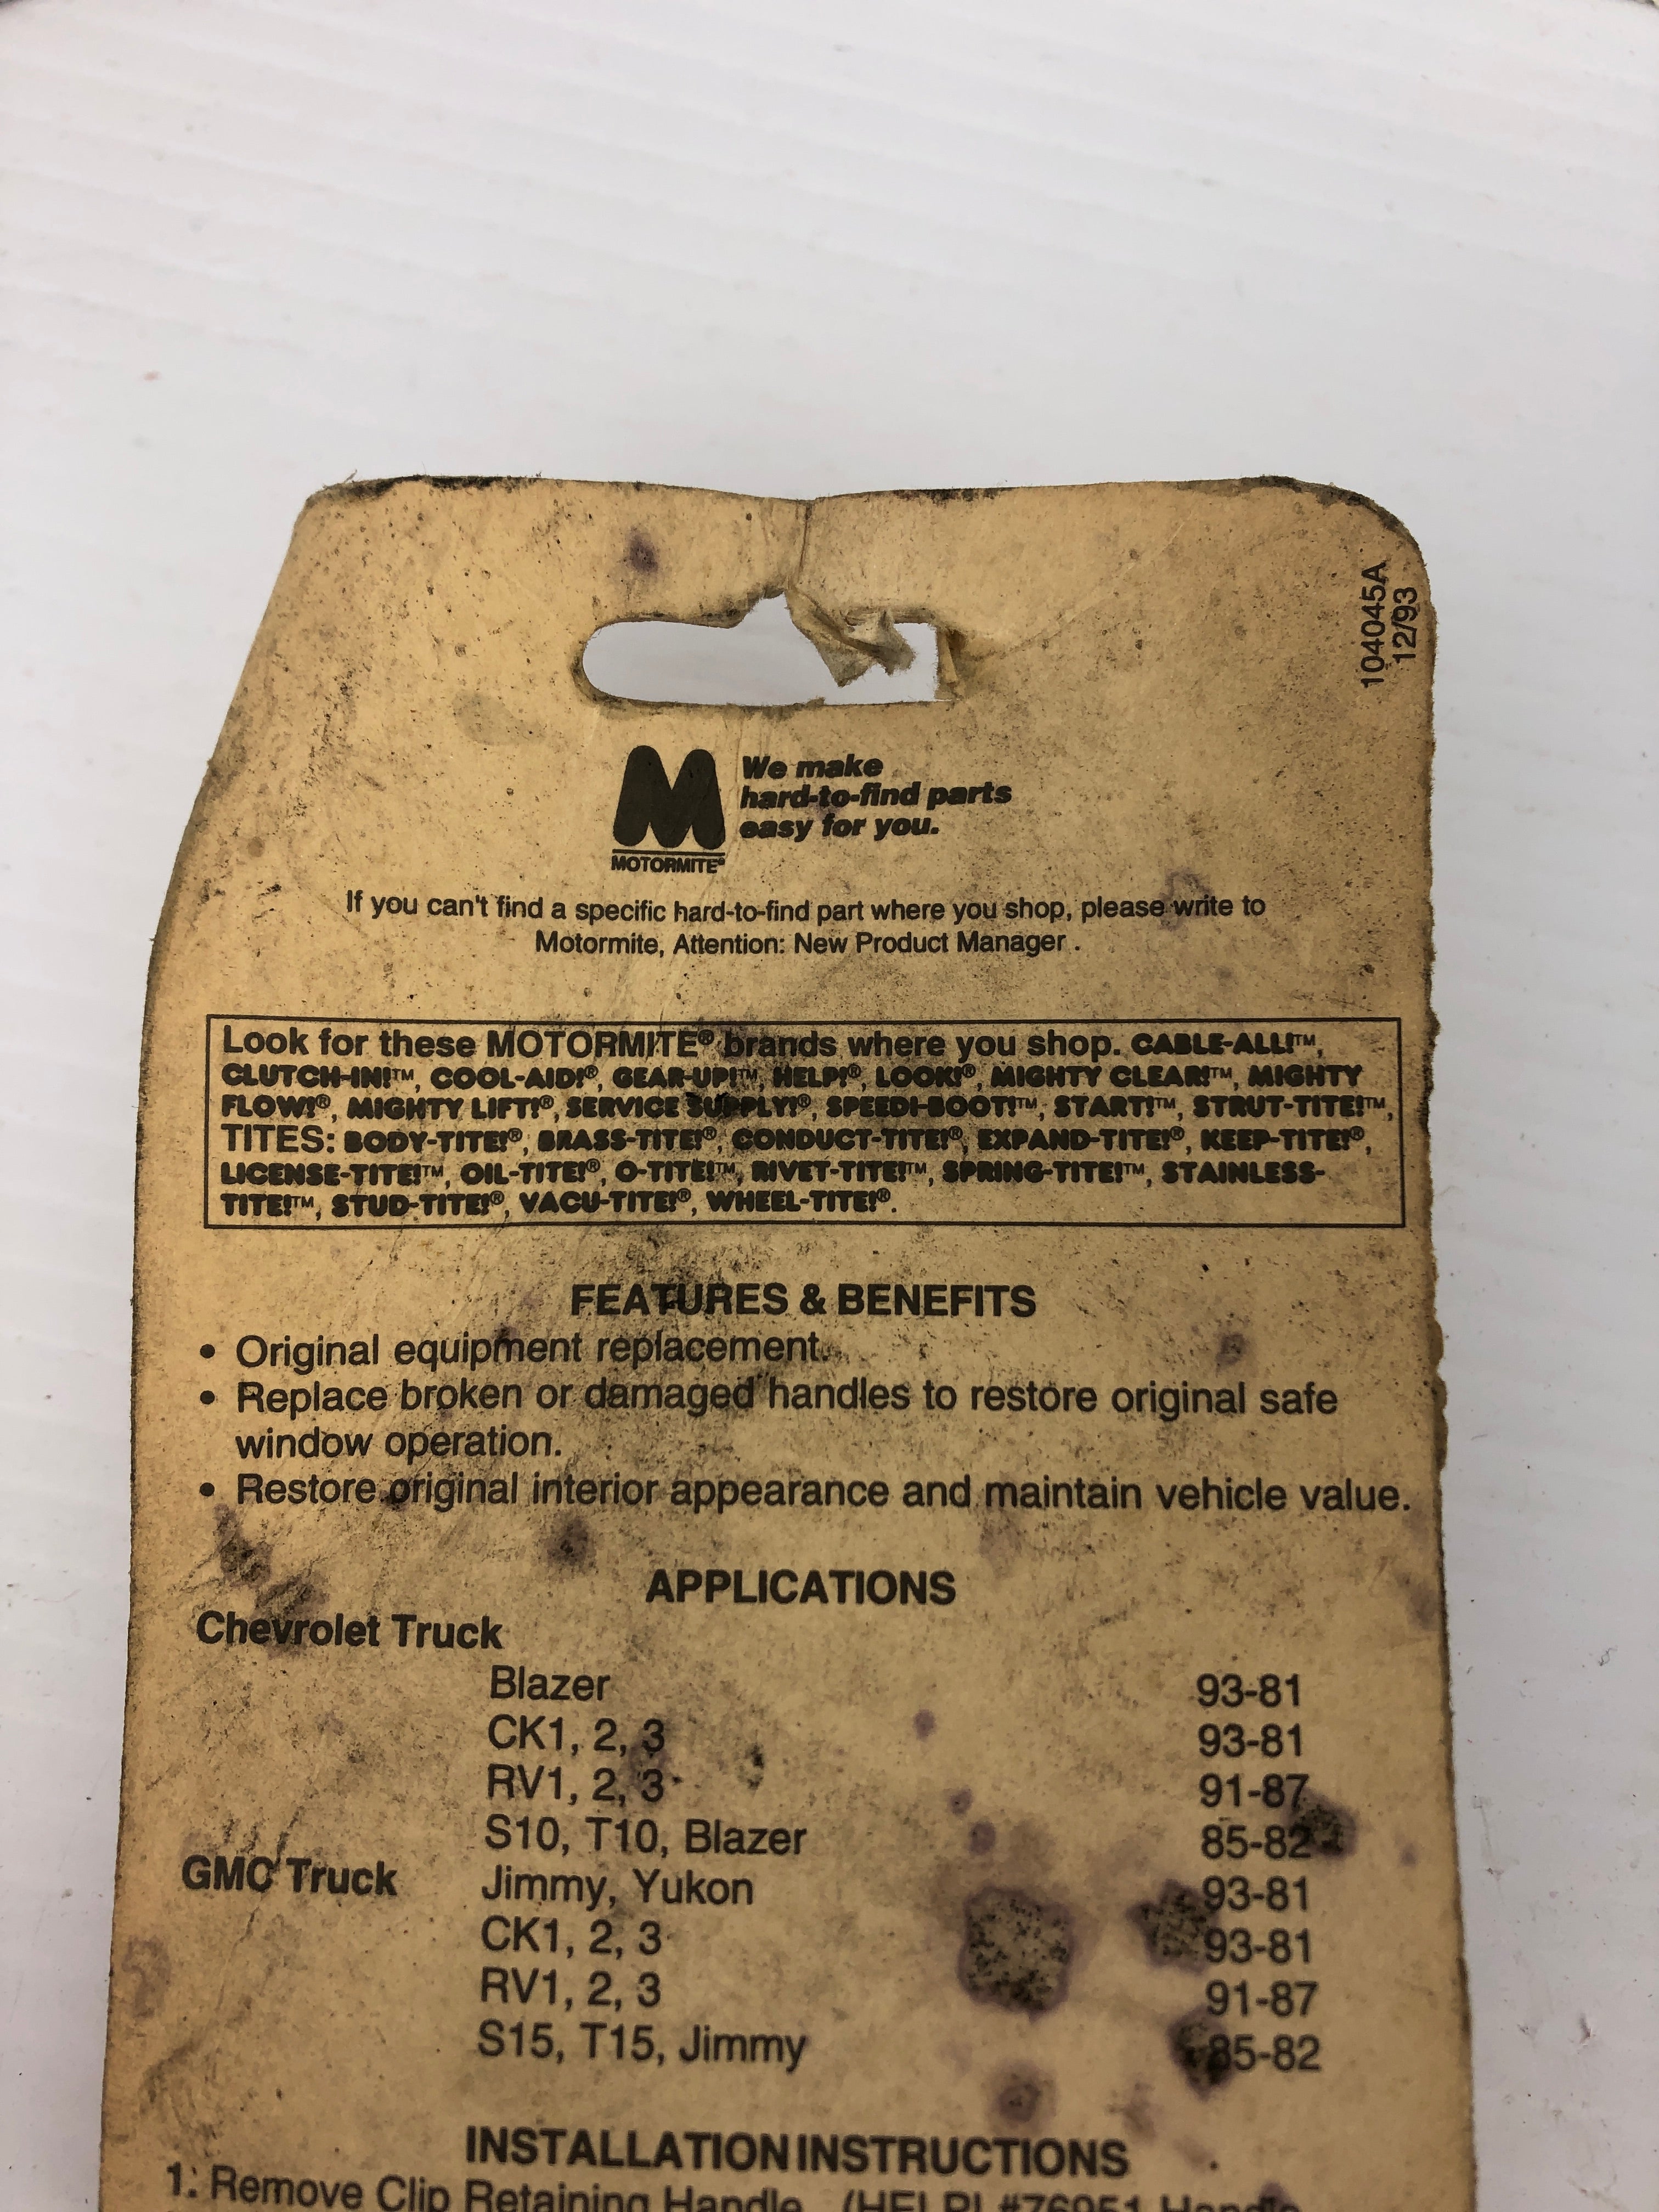 104045A
12/93
We make
hard-to-find parts
easy for you.
MOTORMITE®
If you can't find a specific hard-to-find part where you shop, please write to
Motormite, Attention: New Product Manager .
Look for these MOTORMITE® brands where you shop. CABLE-ALL!™,
CLUTCH-IN!™, COOL-AID!®, GEAR-UP!™, HELP!®, LOOK!®, MIGHTY CLEAR!™, MIGHTY
FLOW!®, MIGHTY LIFT!®, SERVICE SUPPLY!®, SPEEDI-BOOT!™, START!™, STRUT-TITE!™,
TITES: BODY-TITE!®, BRASS-TITE!®, CONDUCT-TITE!®, EXPAND-TITE!®, KEEP-TITE!®,
LICENSE-TITE!™, OIL-TITE!®, O-TITE!™, RIVET-TITE!™, SPRING-TITE!™, STAINLESS-
TITE!™, STUD-TITE!®, VACU-TITE!®, WHEEL-TITE!®.
FEATURES & BENEFITS
• Original equipment replacement.
• Replace broken or damaged handles to restore original safe
window operation.
• Restore original interior appearance and maintain vehicle value.
APPLICATIONS
Chevrolet Truck
Blazer 93-81
CK1, 2, 3 93-81
RV1, 2, 3 91-87
S10, T10, Blazer 85-82
GMC Truck Jimmy, Yukon 93-81
CK1, 2, 3 93-81
RV1, 2, 3 91-87
S15, T15, Jimmy 85-82
INSTALLATION INSTRUCTIONS
1. Remove Clip Retaining Handle. (HELP! #76951 Handle